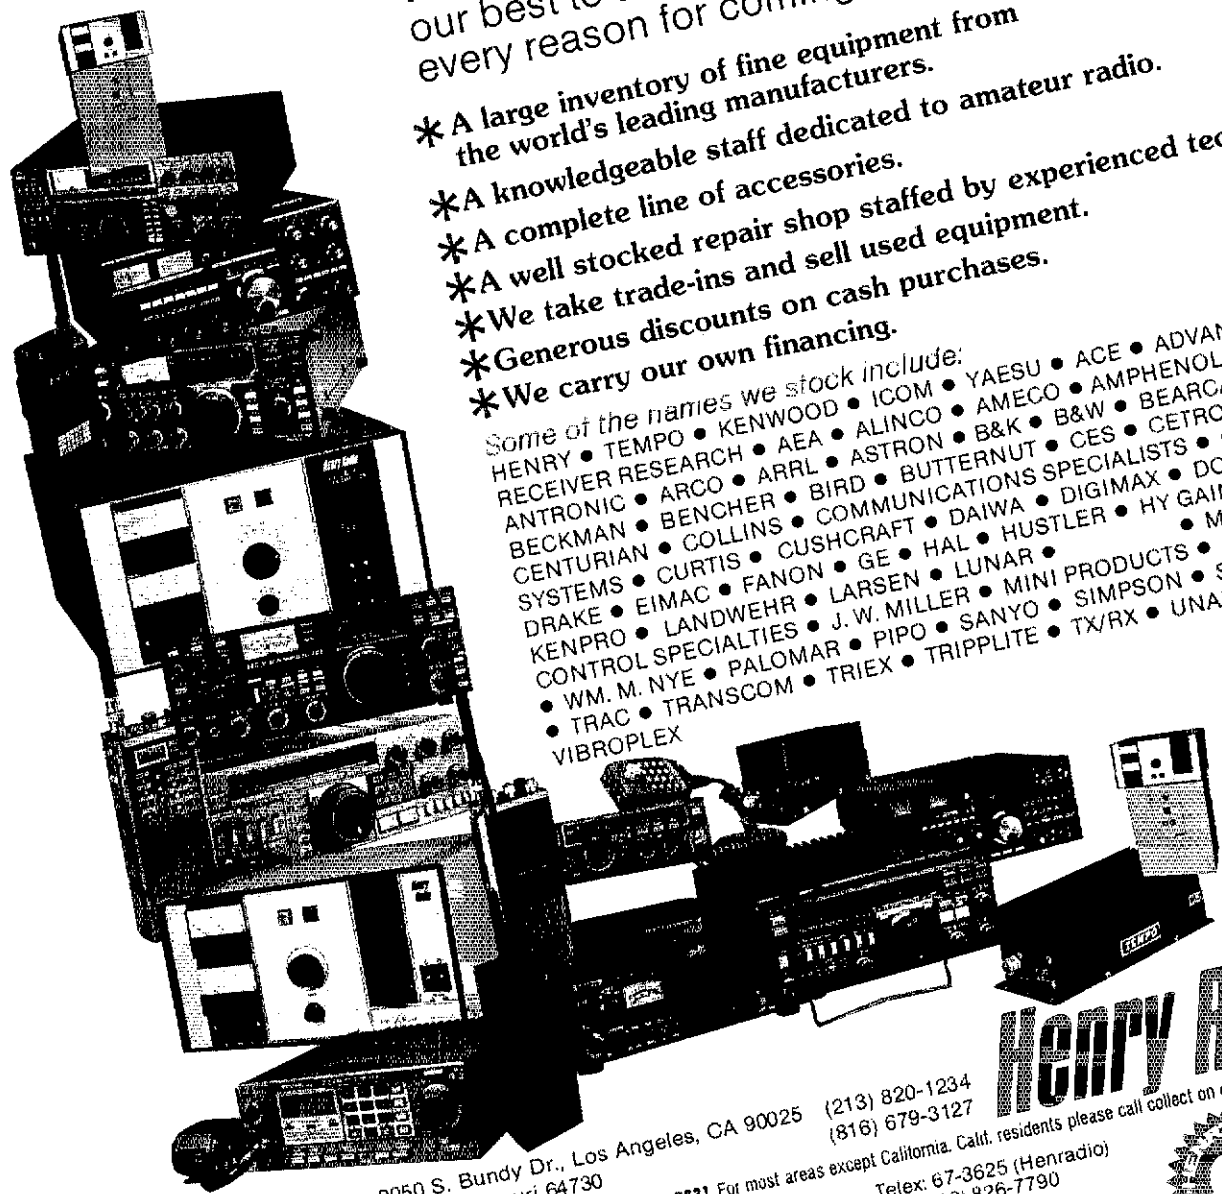 our best to
every reason for coming
* A large inventory of fine equipment from
the world's leading manufacturers.
* A knowledgeable staff dedicated to amateur radio.
* A complete line of accessories.
* A well stocked repair shop staffed by experienced
* We take trade-ins and sell used equipment.
* Generous discounts on cash purchases.
* We carry our own financing.
Some of the names we stock include:
HENRY • TEMPO • KENWOOD • ICOM • YAESU • ACE •
RECEIVER RESEARCH • AEA • ALINCO • AMECO • AMPHENOL
ANTRONIC • ARCO • ARRL • ASTRON • B&K • B&W •
BECKMAN • BENCHER • BIRD • BUTTERNUT • CES •
CENTURIAN • COLLINS • COMMUNICATIONS SPECIALISTS •
SYSTEMS • CURTIS • CUSHCRAFT • DAIWA • DIGIMAX •
DRAKE • EIMAC • FANON • GE • HAL • HUSTLER • HY GAIN
KENPRO • LANDWEHR • LARSEN • LUNAR • •
CONTROL SPECIALTIES • J. W. MILLER • MINI PRODUCTS •
• WM. M. NYE • PALOMAR • PIPO • SANYO • SIMPSON •
• TRAC • TRANSCOM • TRIEX • TRIPPLITE • TX/RX •
VIBROPLEX
TEMPO
Henry
S. Bundy Dr., Los Angeles, CA 90025 (213) 820-1234
64730 (816) 679-3127
For most areas except California. Calif. residents please call collect on
Telex: 67-3625 (Henradio)
826-7790